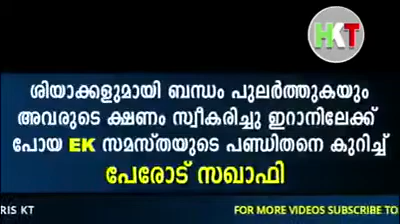 HKT
ശിയാക്കളുമായി ബന്ധം പുലർത്തുകയും
അവരുടെ ക്ഷണം സ്വീകരിച്ചു ഇറാനിലേക്ക്
പോയ EK സമസ്തയുടെ പണ്ഡിതനെ കുറിച്ച്
പേരോട് സഖാഫി
RIS KT FOR MORE VIDEOS SUBSCRIBE TO